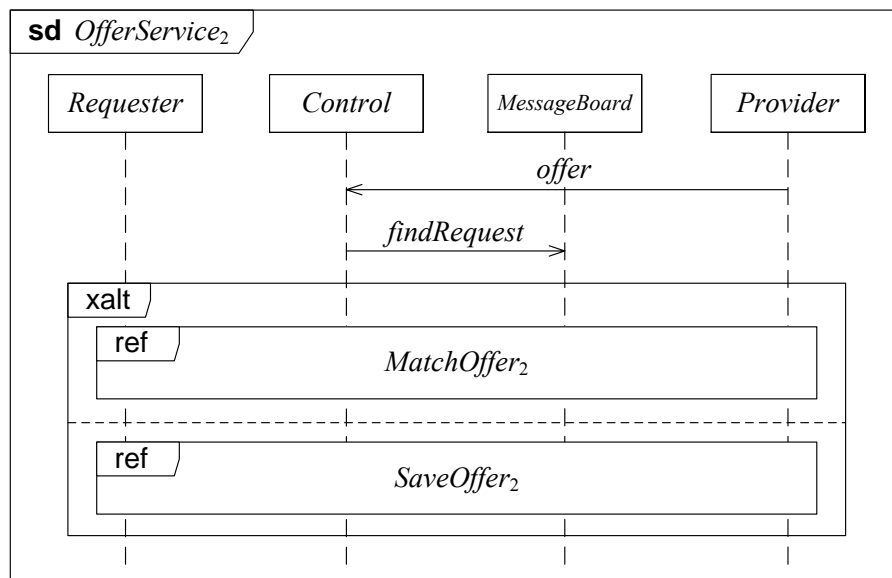 sd OfferService₂
Requester Control MessageBoard Provider
offer
findRequest
xalt
ref
MatchOffer₂
ref
SaveOffer₂